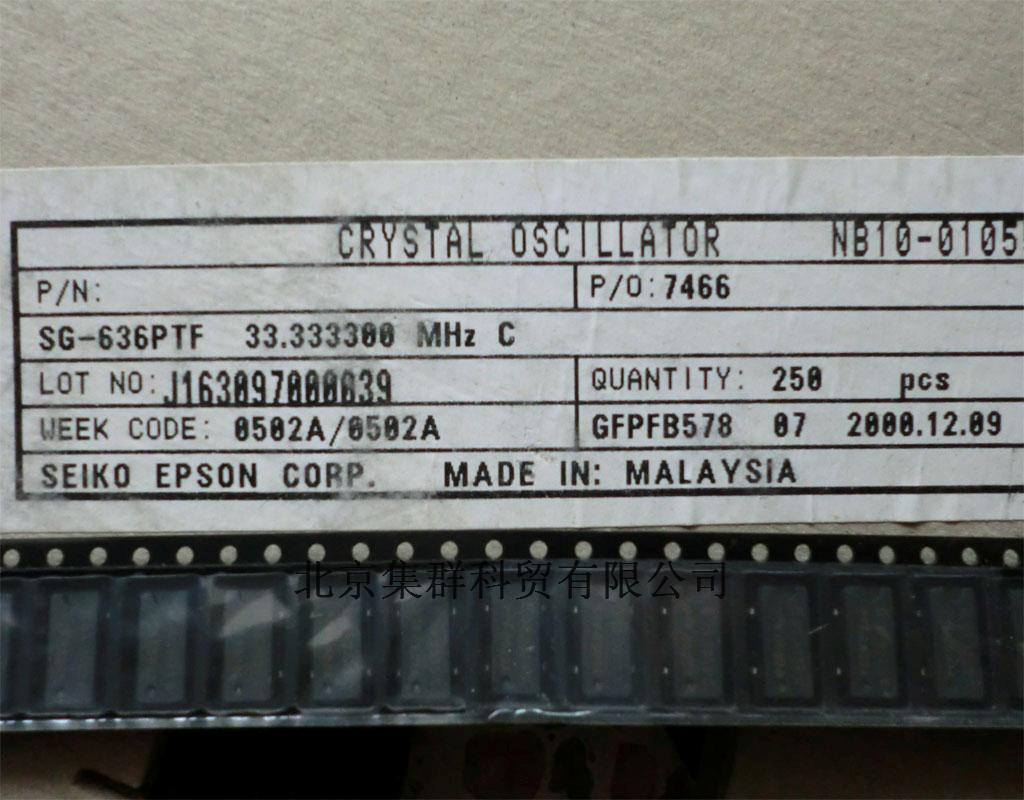 CRYSTAL OSCILLATOR NB10-0105
P/N: P/O: 7466
SG-636PTF 33.333300 MHz C
LOT NO: J163097000639 QUANTITY: 250 pcs
WEEK CODE: 0502A/0502A GFPFB578 07 2000.12.09
SEIKO EPSON CORP. MADE IN: MALAYSIA
北京集群科贸有限公司